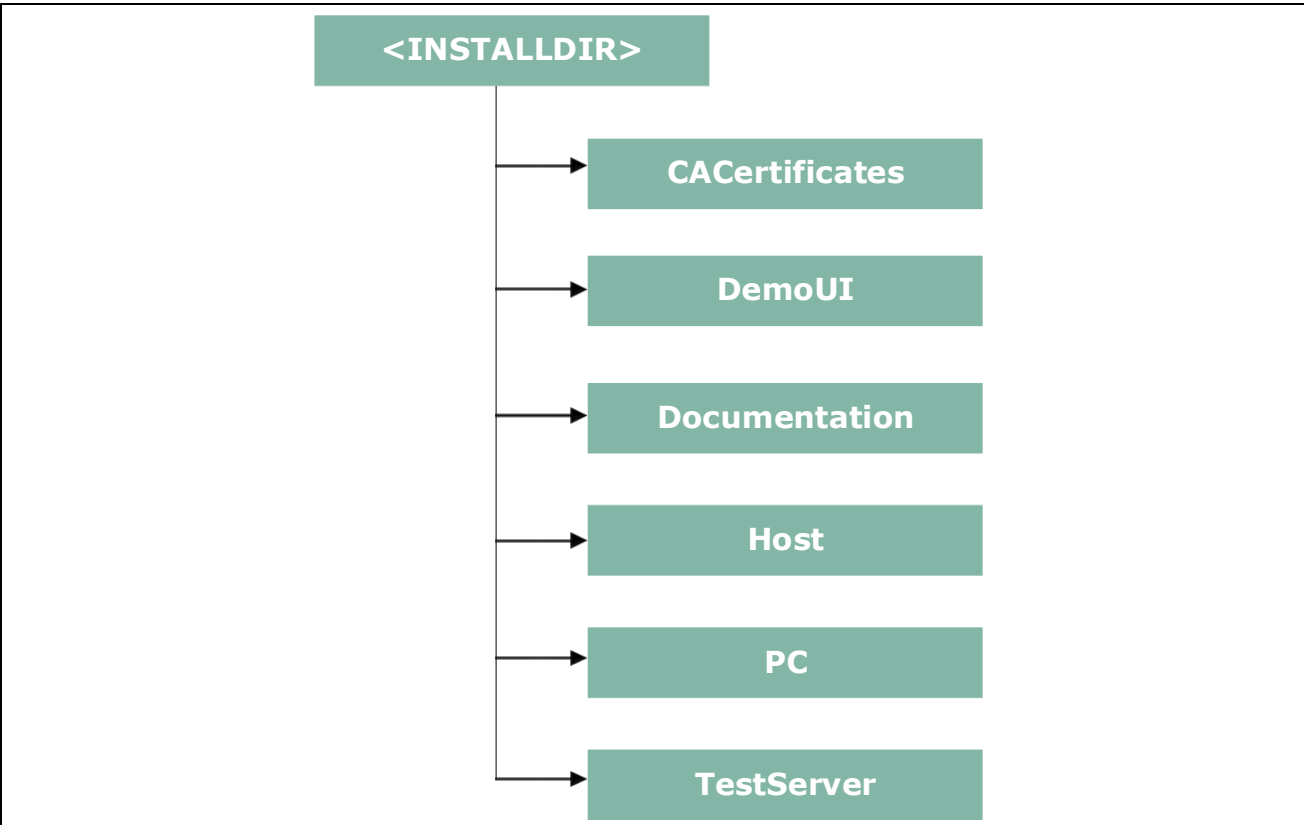 <INSTALLDIR>
CACertificates
DemoUI
Documentation
Host
PC
TestServer